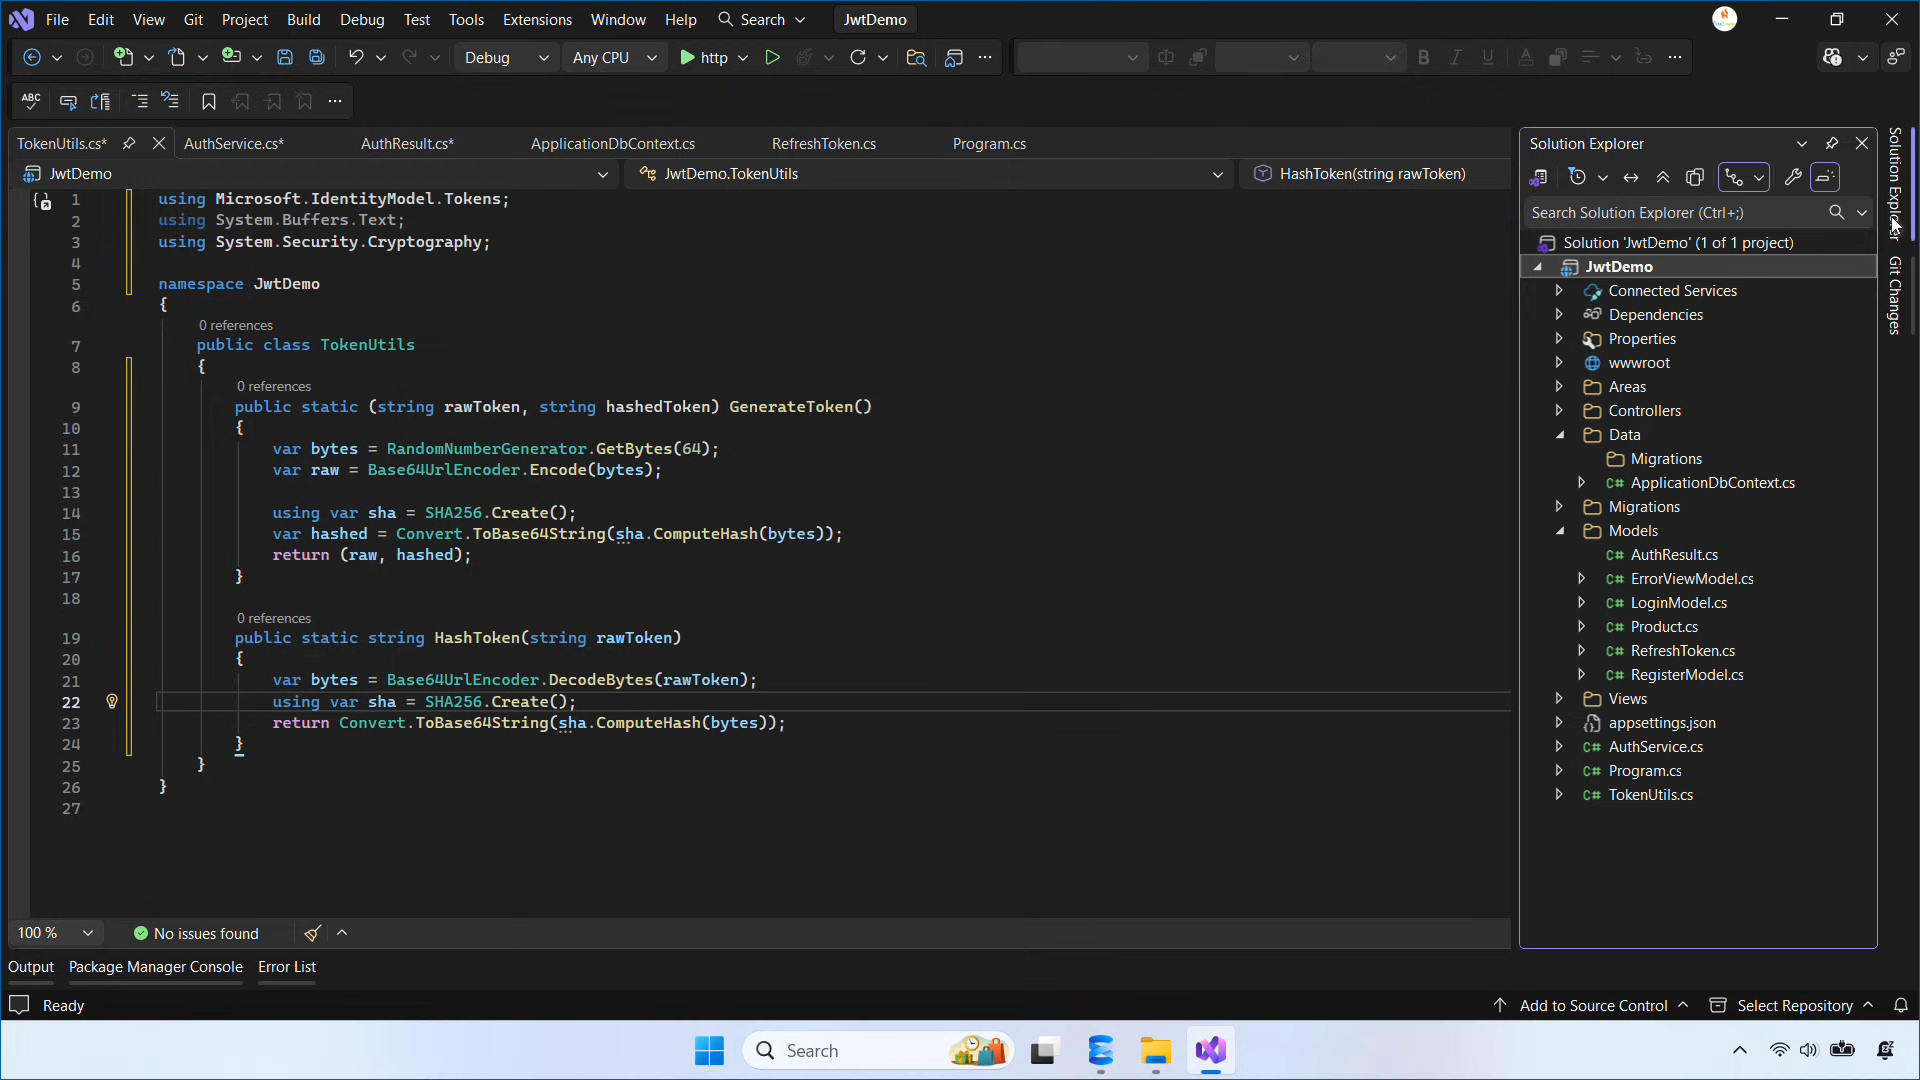 File Edit View Git Project Build Debug Test Tools Extensions Window Help Search JwtDemo
Debug Any CPU http
ABC
TokenUtils.cs* AuthService.cs* AuthResult.cs* ApplicationDbContext.cs RefreshToken.cs Program.cs
JwtDemo JwtDemo.TokenUtils HashToken(string rawToken)
1 using Microsoft.IdentityModel.Tokens;
2 using System.Buffers.Text;
3 using System.Security.Cryptography;
4
5 namespace JwtDemo
6 {
0 references
7 public class TokenUtils
8 {
0 references
9 public static (string rawToken, string hashedToken) GenerateToken()
10 {
11 var bytes = RandomNumberGenerator.GetBytes(64);
12 var raw = Base64UrlEncoder.Encode(bytes);
13
14 using var sha = SHA256.Create();
15 var hashed = Convert.ToBase64String(sha.ComputeHash(bytes));
16 return (raw, hashed);
17 }
18
0 references
19 public static string HashToken(string rawToken)
20 {
21 var bytes = Base64UrlEncoder.DecodeBytes(rawToken);
22 using var sha = SHA256.Create();
23 return Convert.ToBase64String(sha.ComputeHash(bytes));
24 }
25 }
26 }
27
100 % No issues found
Output Package Manager Console Error List
Ready
Solution Explorer
Search Solution Explorer (Ctrl+;)
Solution 'JwtDemo' (1 of 1 project)
JwtDemo
Connected Services
Dependencies
Properties
wwwroot
Areas
Controllers
Data
Migrations
C# ApplicationDbContext.cs
Migrations
Models
C# AuthResult.cs
C# ErrorViewModel.cs
C# LoginModel.cs
C# Product.cs
C# RefreshToken.cs
C# RegisterModel.cs
Views
appsettings.json
C# AuthService.cs
C# Program.cs
C# TokenUtils.cs
Solution Explorer
Git Changes
Add to Source Control Select Repository
Search